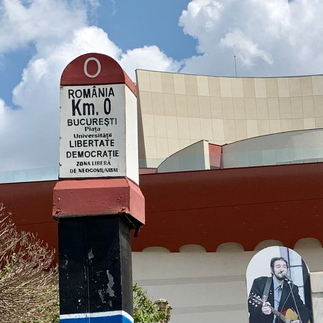 0
ROMÂNIA
Km. 0
BUCUREȘTI
Piața
Universității
LIBERTATE
DEMOCRAȚIE
ZONA LIBERĂ
DE NEOCOMUNISM